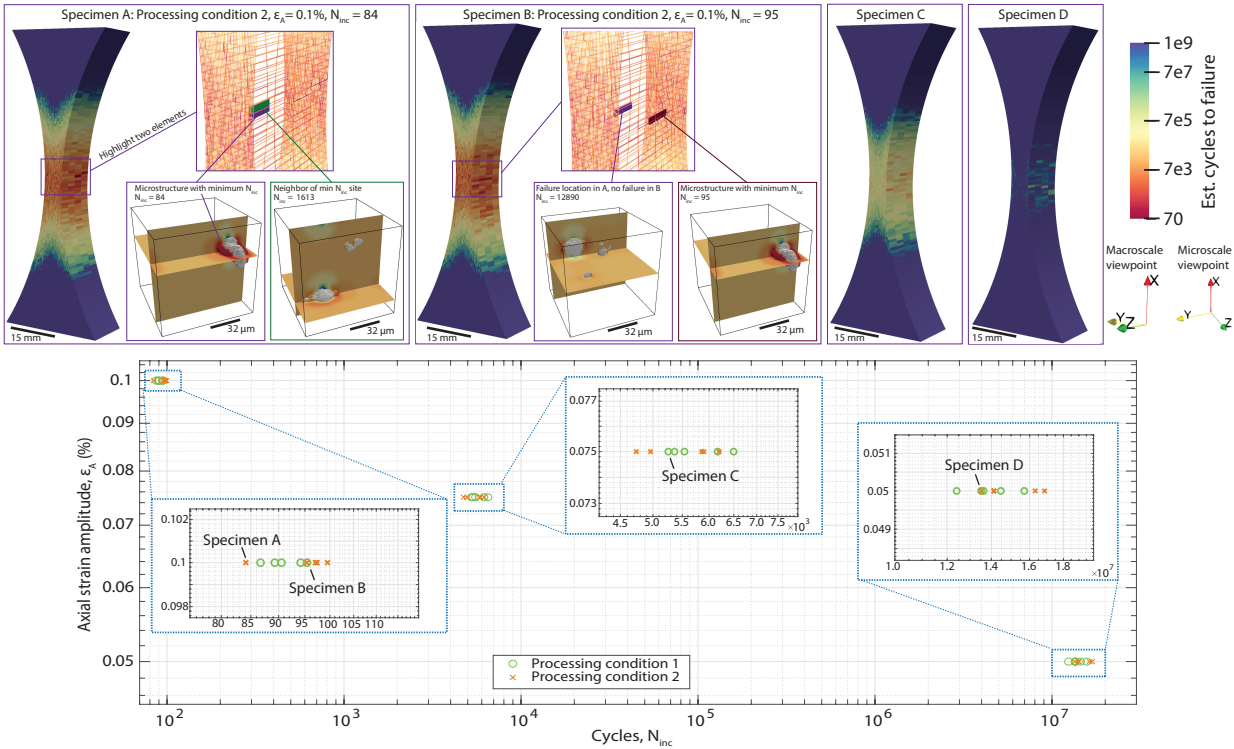 Specimen A: Processing condition 2, ε_A= 0.1%, N_inc = 84
Highlight two elements
Microstructure with minimum N_inc
N_inc = 84
32 µm
Neighbor of min N_inc site
N_inc = 1613
32 µm
15 mm
Specimen B: Processing condition 2, ε_A= 0.1%, N_inc = 95
Failure location in A, no failure in B
N_inc = 12890
32 µm
Microstructure with minimum N_inc
N_inc = 95
32 µm
15 mm
Specimen C
15 mm
Specimen D
15 mm
1e9
7e7
7e5
7e3
70
Est. cycles to failure
Macroscale
viewpoint
X
Y
Z
Microscale
viewpoint
X
Y
Z
Axial strain amplitude, ε_A (%)
0.1
0.09
0.08
0.07
0.06
0.05
0.102
0.1
0.098
Specimen A
Specimen B
80 85 90 95 100 110
0.077
0.075
0.073
Specimen C
4.5 5.0 5.5 6.0 6.5 7.5
×10³
0.051
0.05
0.049
Specimen D
1.0 1.2 1.4 1.6 1.8
×10⁷
Processing condition 1
Processing condition 2
10² 10³ 10⁴ 10⁵ 10⁶ 10⁷
Cycles, N_inc